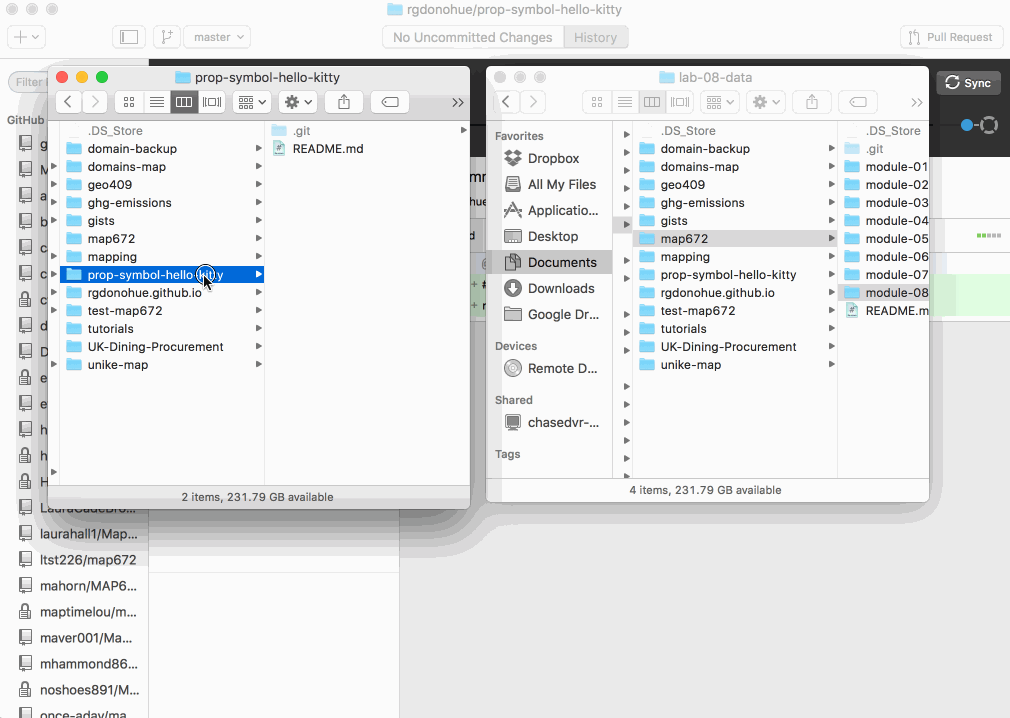 rgdonohue/prop-symbol-hello-kitty
master
No Uncommitted Changes
History
Pull Request
Filter
GitHub
Sync
prop-symbol-hello-kitty
.DS_Store
domain-backup
domains-map
geo409
ghg-emissions
gists
map672
mapping
prop-symbol-hello-kitty
rgdonohue.github.io
test-map672
tutorials
UK-Dining-Procurement
unike-map
.git
README.md
2 items, 231.79 GB available
lab-08-data
Favorites
Dropbox
All My Files
Applicatio...
Desktop
Documents
Downloads
Google Dr...
Devices
Remote D...
Shared
chasedvr-...
Tags
.DS_Store
domain-backup
domains-map
geo409
ghg-emissions
gists
map672
mapping
prop-symbol-hello-kitty
rgdonohue.github.io
test-map672
tutorials
UK-Dining-Procurement
unike-map
.DS_Store
.git
module-01
module-02
module-03
module-04
module-05
module-06
module-07
module-08
README.m
4 items, 231.79 GB available
laurahall1/Map...
ltst226/map672
mahorn/MAP6...
maptimelou/m...
maver001/Ma...
mhammond86...
noshoes891/M...
once-aday/ma